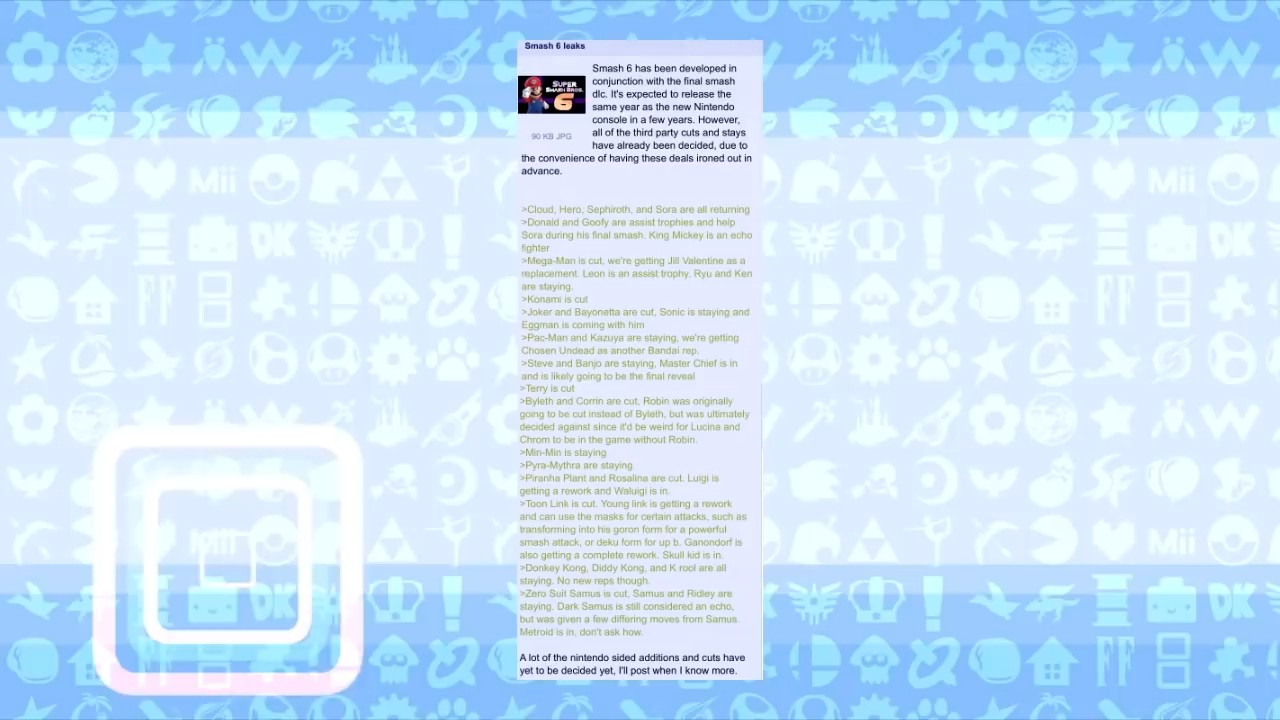 Smash 6 leaks
SUPER
SMASH BROS.
6
90 KB JPG
Smash 6 has been developed in
conjunction with the final smash
dlc. It's expected to release the
same year as the new Nintendo
console in a few years. However,
all of the third party cuts and stays
have already been decided, due to
the convenience of having these deals ironed out in
advance.
>Cloud, Hero, Sephiroth, and Sora are all returning
>Donald and Goofy are assist trophies and help
Sora during his final smash. King Mickey is an echo
fighter
>Mega-Man is cut, we're getting Jill Valentine as a
replacement. Leon is an assist trophy. Ryu and Ken
are staying.
>Konami is cut
>Joker and Bayonetta are cut, Sonic is staying and
Eggman is coming with him
>Pac-Man and Kazuya are staying, we're getting
Chosen Undead as another Bandai rep.
>Steve and Banjo are staying, Master Chief is in
and is likely going to be the final reveal
>Terry is cut
>Byleth and Corrin are cut, Robin was originally
going to be cut instead of Byleth, but was ultimately
decided against since it'd be weird for Lucina and
Chrom to be in the game without Robin.
>Min-Min is staying
>Pyra-Mythra are staying
>Piranha Plant and Rosalina are cut. Luigi is
getting a rework and Waluigi is in.
>Toon Link is cut. Young link is getting a rework
and can use the masks for certain attacks, such as
transforming into his goron form for a powerful
smash attack, or deku form for up b. Ganondorf is
also getting a complete rework. Skull kid is in.
>Donkey Kong, Diddy Kong, and K rool are all
staying. No new reps though.
>Zero Suit Samus is cut, Samus and Ridley are
staying. Dark Samus is still considered an echo,
but was given a few differing moves from Samus.
Metroid is in, don't ask how.
A lot of the nintendo sided additions and cuts have
yet to be decided yet, I'll post when I know more.
Mii
Mii
Mii
Mii
DK
DK